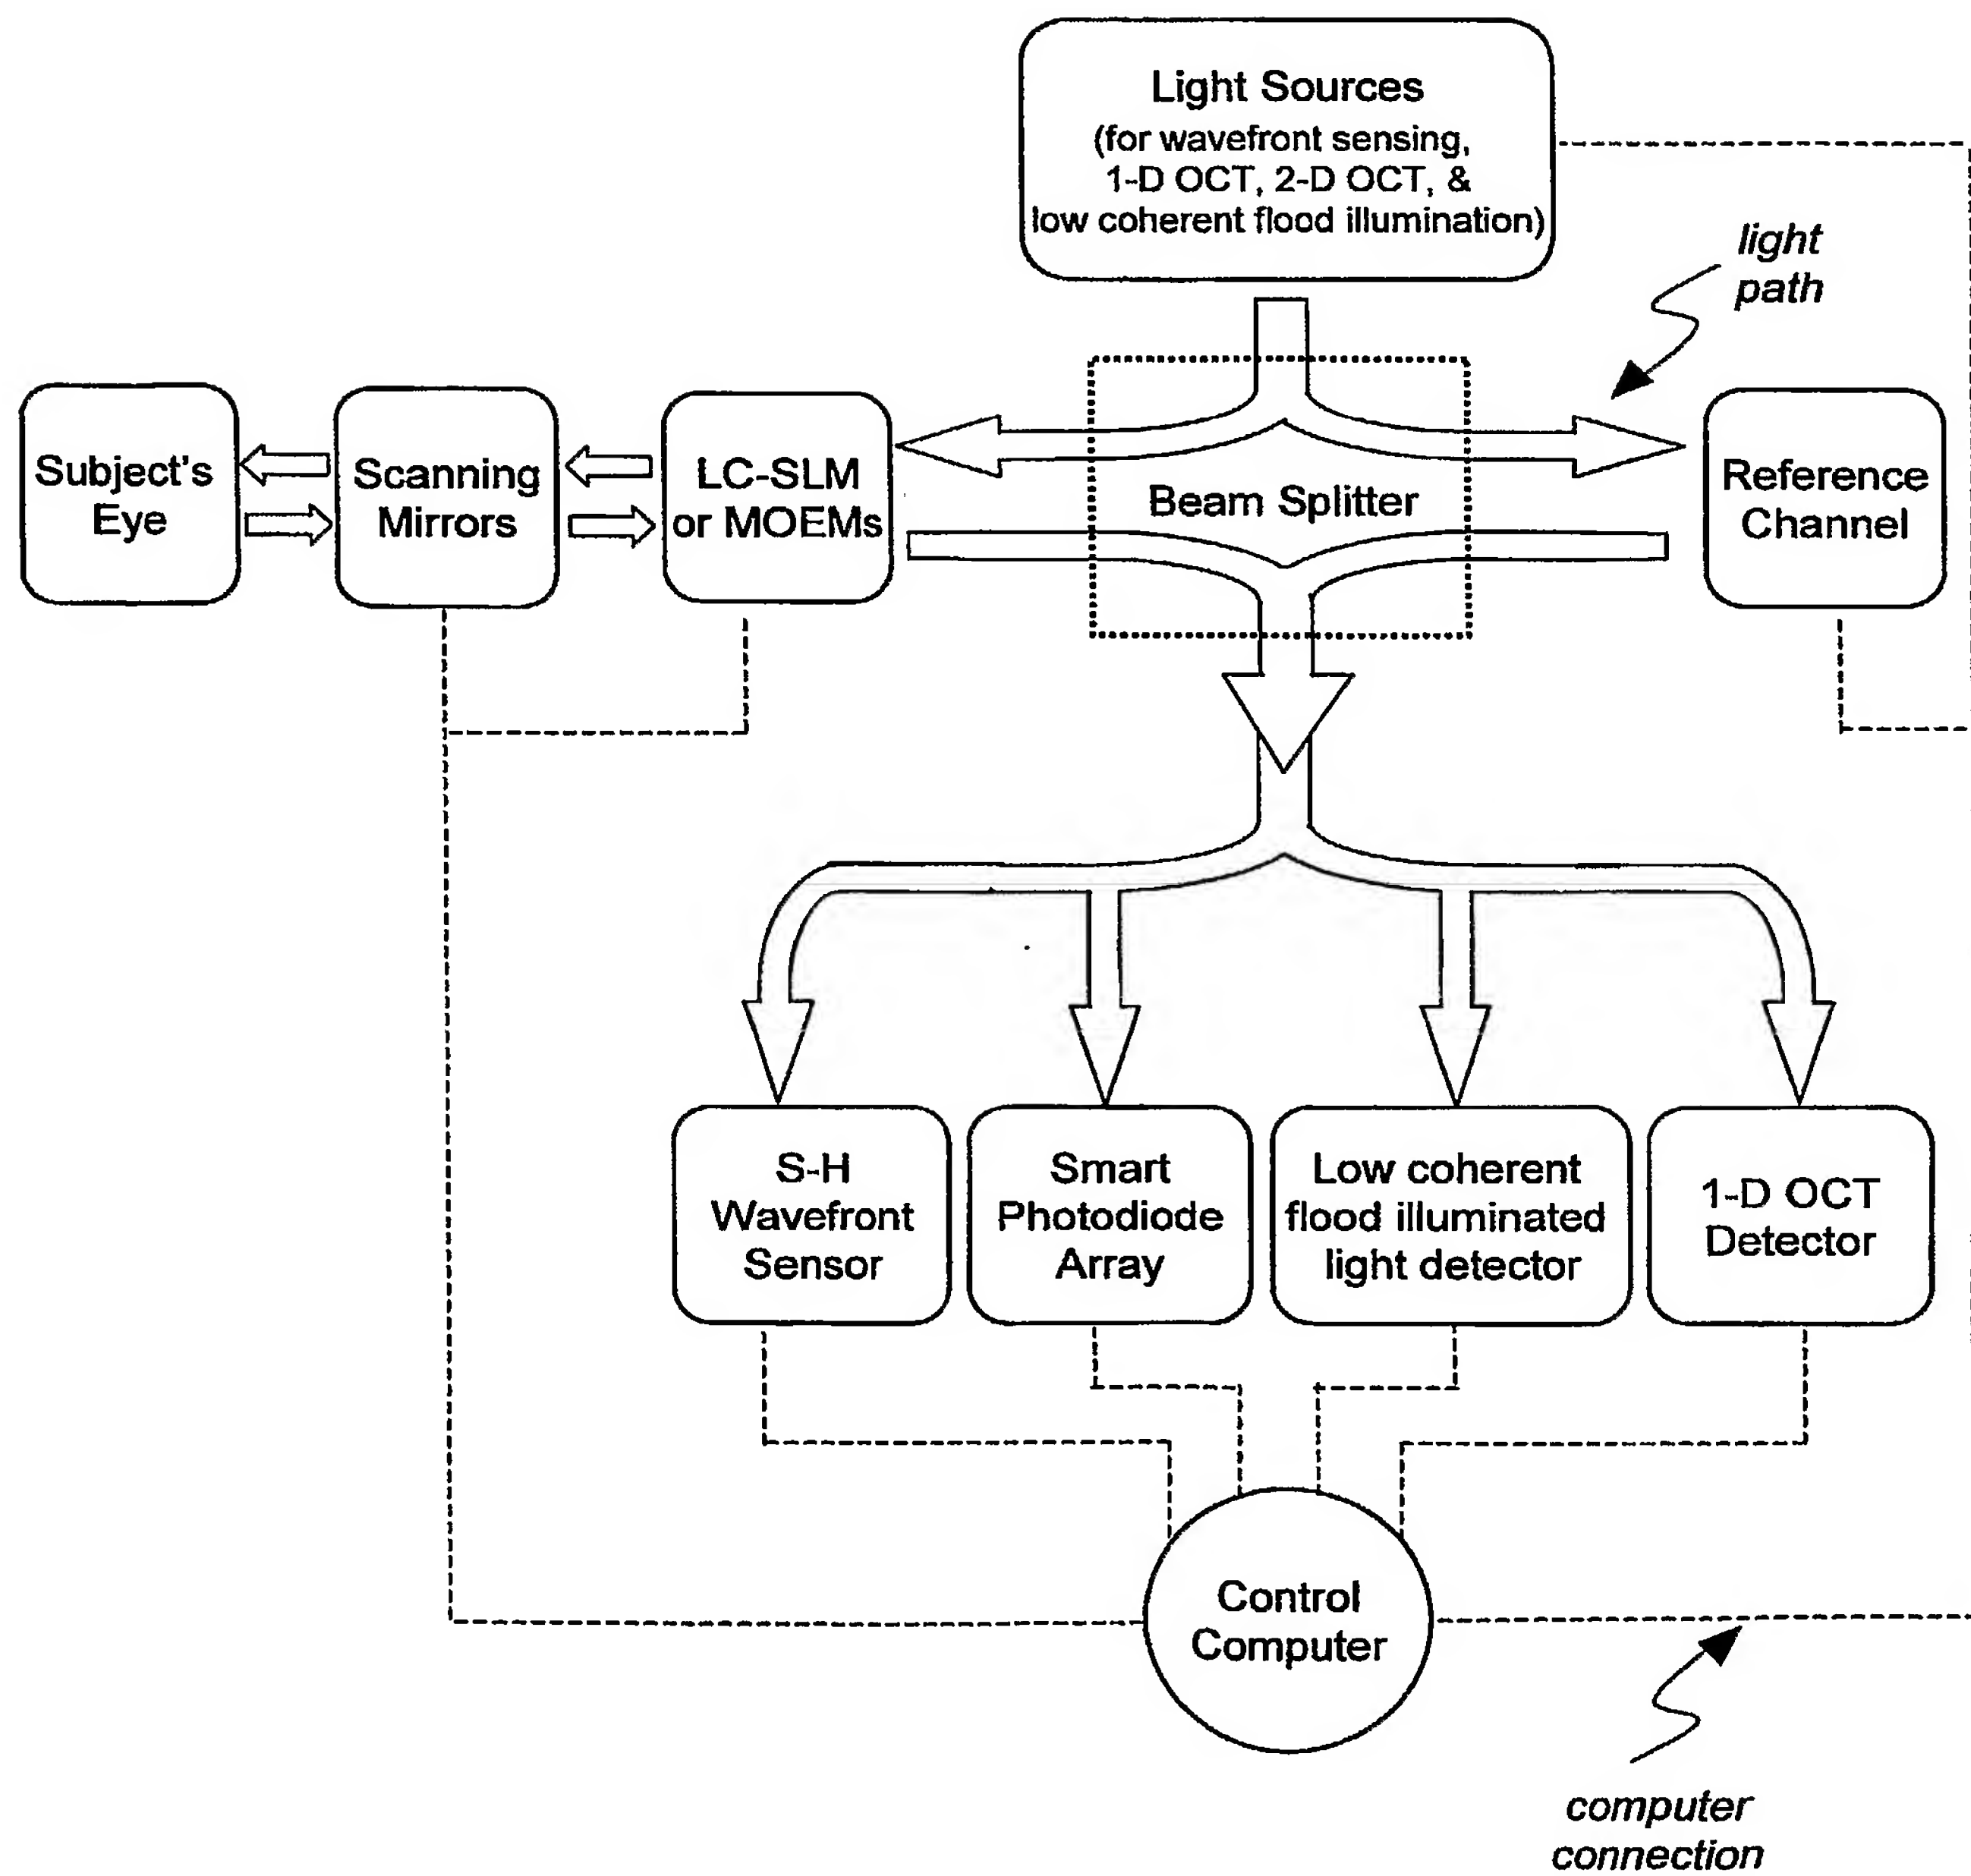 Light Sources
(for wavefront sensing,
1-D OCT, 2-D OCT, &
low coherent flood illumination)
light
path
Subject's
Eye
Scanning
Mirrors
LC-SLM
or MOEMs
Beam Splitter
Reference
Channel
S-H
Wavefront
Sensor
Smart
Photodiode
Array
Low coherent
flood illuminated
light detector
1-D OCT
Detector
Control
Computer
computer
connection